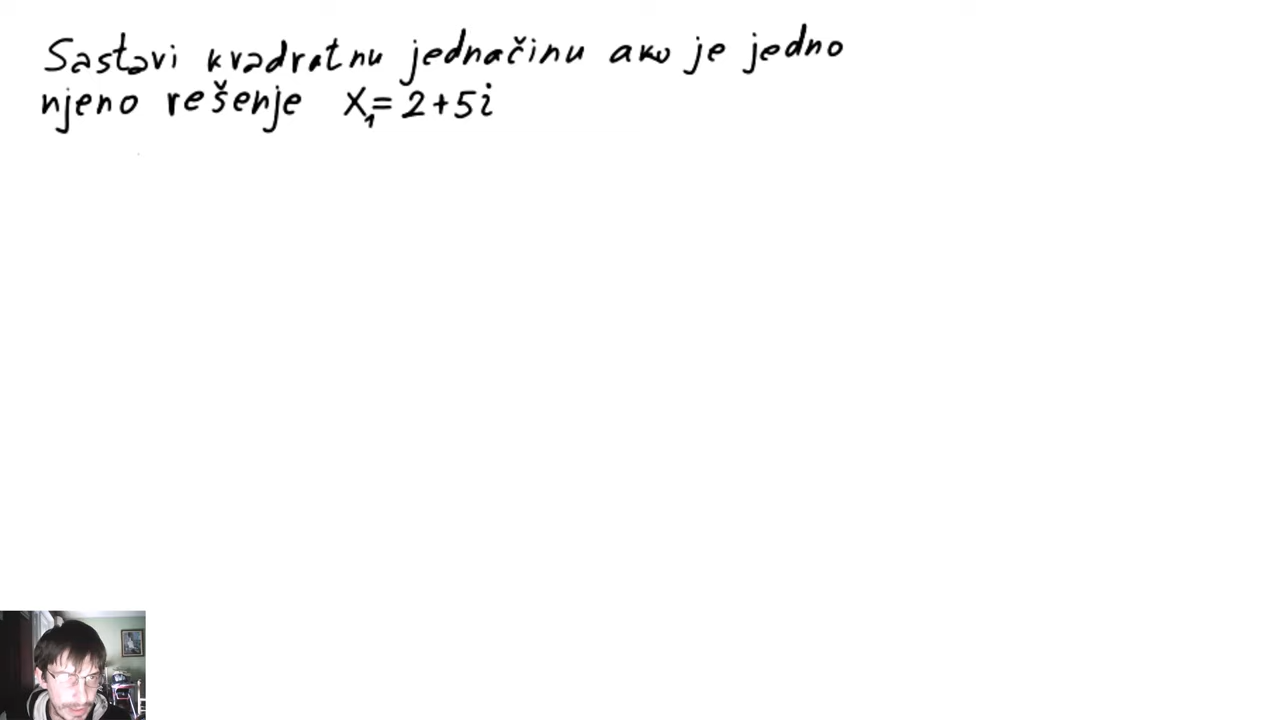 Sastavi kvadratnu jednačinu ako je jedno
njeno rešenje x₁=2+5i